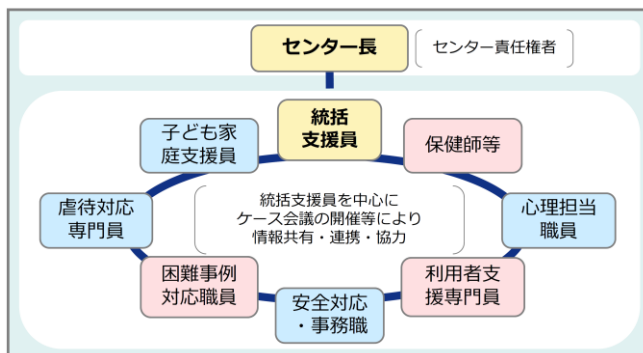 センター長
センター責任権者
統括
支援員
子ども家
庭支援員
保健師等
虐待対応
専門員
統括支援員を中心に
ケース会議の開催等により
情報共有・連携・協力
心理担当
職員
困難事例
対応職員
利用者支
援専門員
安全対応
・事務職